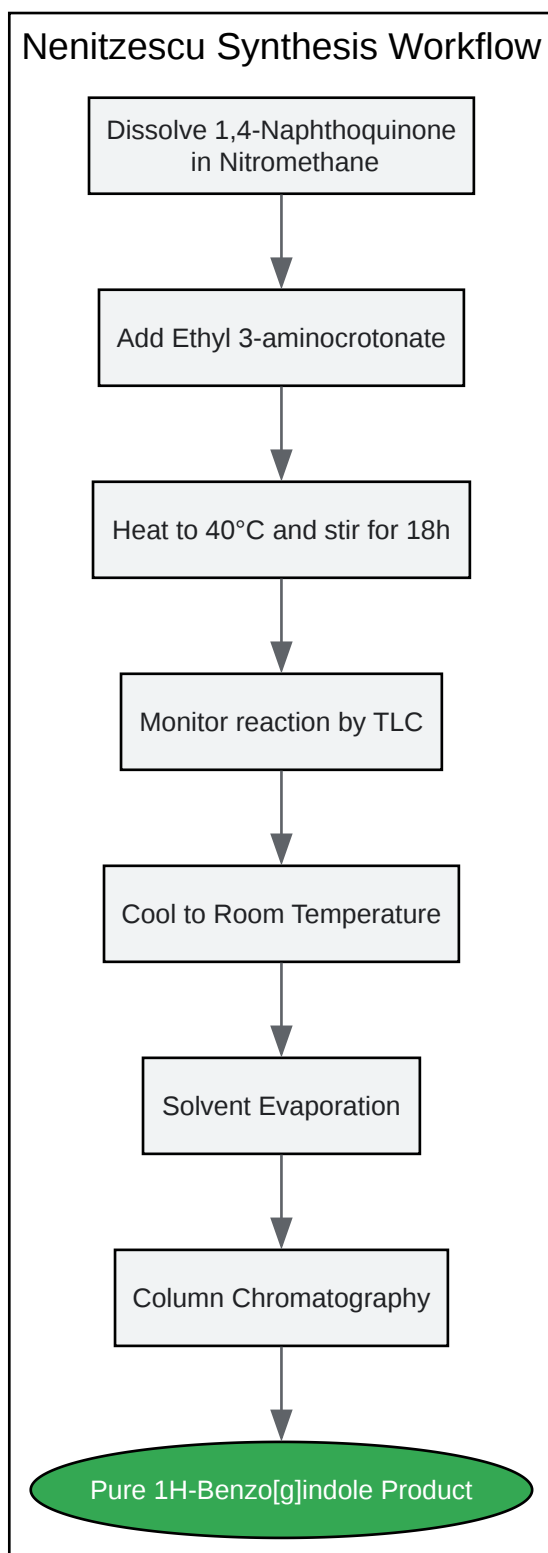 Nenitzescu Synthesis Workflow
Dissolve 1,4-Naphthoquinone
in Nitromethane
Add Ethyl 3-aminocrotonate
Heat to 40°C and stir for 18h
Monitor reaction by TLC
Cool to Room Temperature
Solvent Evaporation
Column Chromatography
Pure 1H-Benzo[g]indole Product